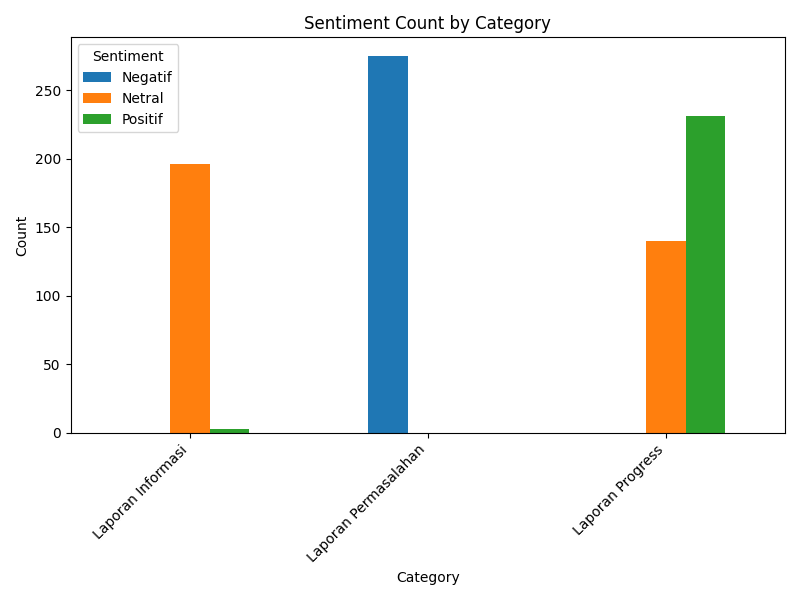 Sentiment Count by Category
Sentiment
Negatif
Netral
Positif
Count
250
200
150
100
50
0
Laporan Informasi
Laporan Permasalahan
Laporan Progress
Category